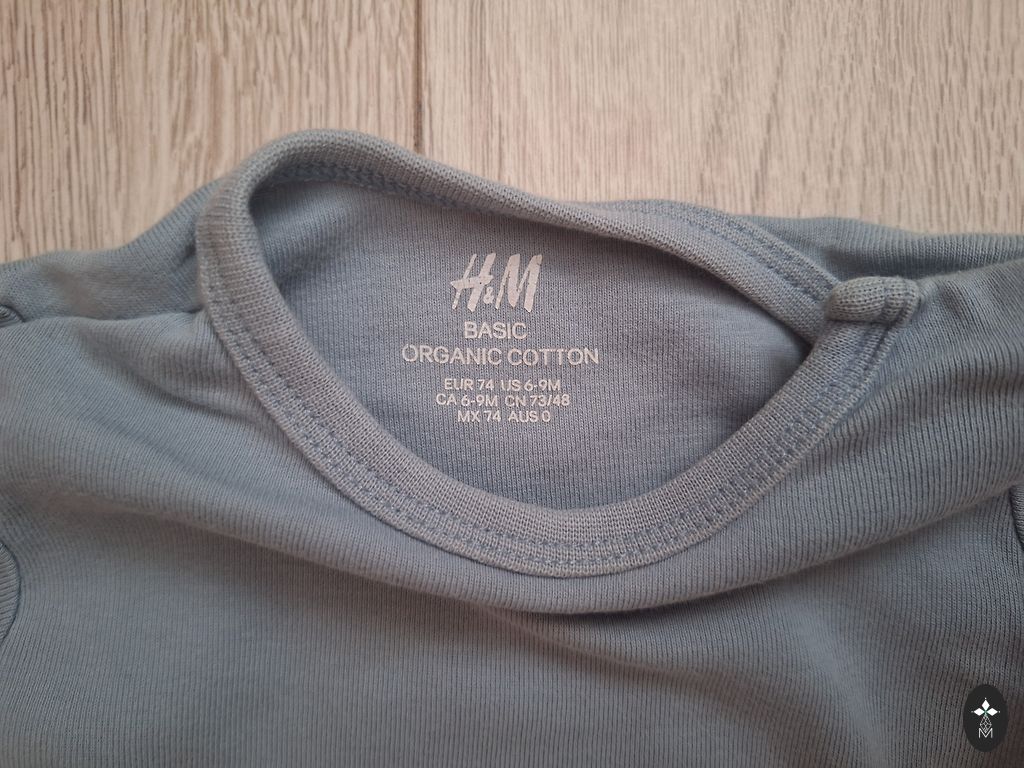 H&M
BASIC
ORGANIC COTTON
EUR 74 US 6-9M
CA 6-9M CN 73/48
MX 74 AUS 0
M